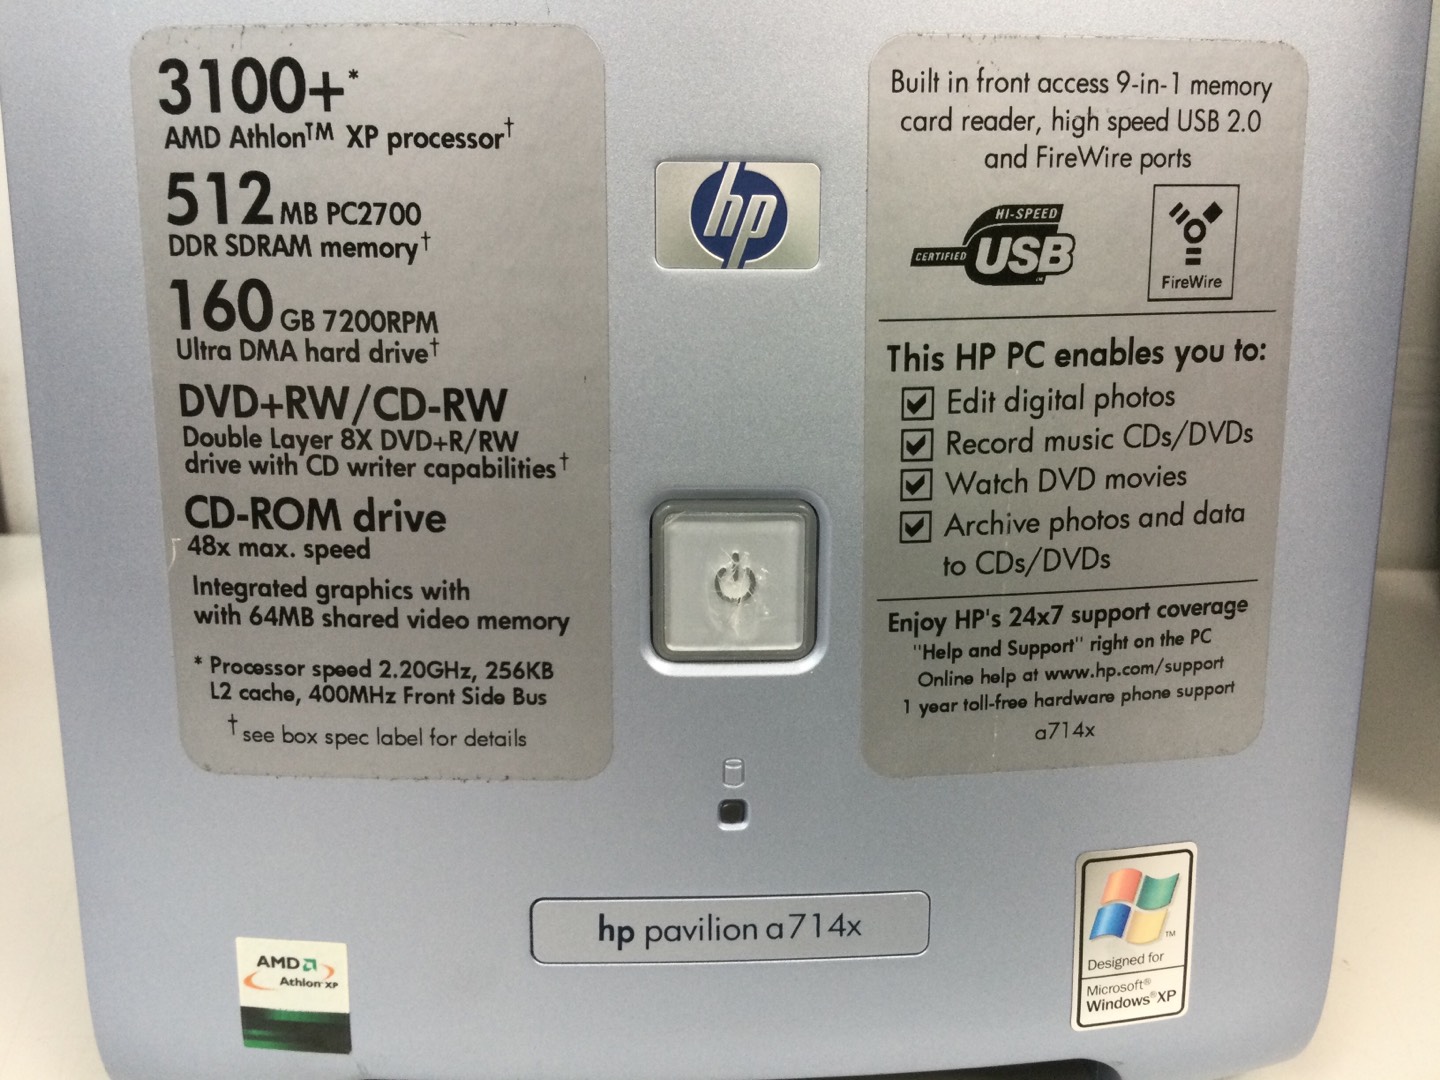 3100+*
AMD Athlon™ XP processor†
512 MB PC2700
DDR SDRAM memory†
160 GB 7200RPM
Ultra DMA hard drive†
DVD+RW/CD-RW
Double Layer 8X DVD+R/RW
drive with CD writer capabilities†
CD-ROM drive
48x max. speed
Integrated graphics with
with 64MB shared video memory
* Processor speed 2.20GHz, 256KB
L2 cache, 400MHz Front Side Bus
† see box spec label for details
hp
Built in front access 9-in-1 memory
card reader, high speed USB 2.0
and FireWire ports
HI-SPEED
CERTIFIED USB™
FireWire
This HP PC enables you to:
Edit digital photos
Record music CDs/DVDs
Watch DVD movies
Archive photos and data
to CDs/DVDs
Enjoy HP's 24x7 support coverage
"Help and Support" right on the PC
Online help at www.hp.com/support
1 year toll-free hardware phone support
a714x
hp pavilion a714x
AMD
Athlon XP
™
Designed for
Microsoft®
Windows®XP